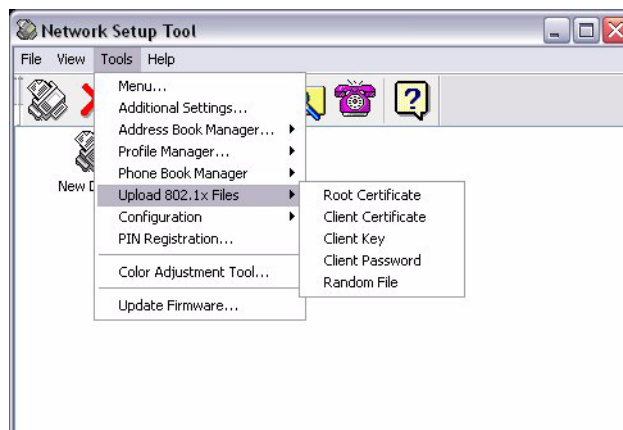 Network Setup Tool
File View Tools Help
Menu...
Additional Settings...
Address Book Manager...
Profile Manager...
Phone Book Manager
Upload 802.1x Files
Configuration
PIN Registration...
Color Adjustment Tool...
Update Firmware...
Root Certificate
Client Certificate
Client Key
Client Password
Random File
New